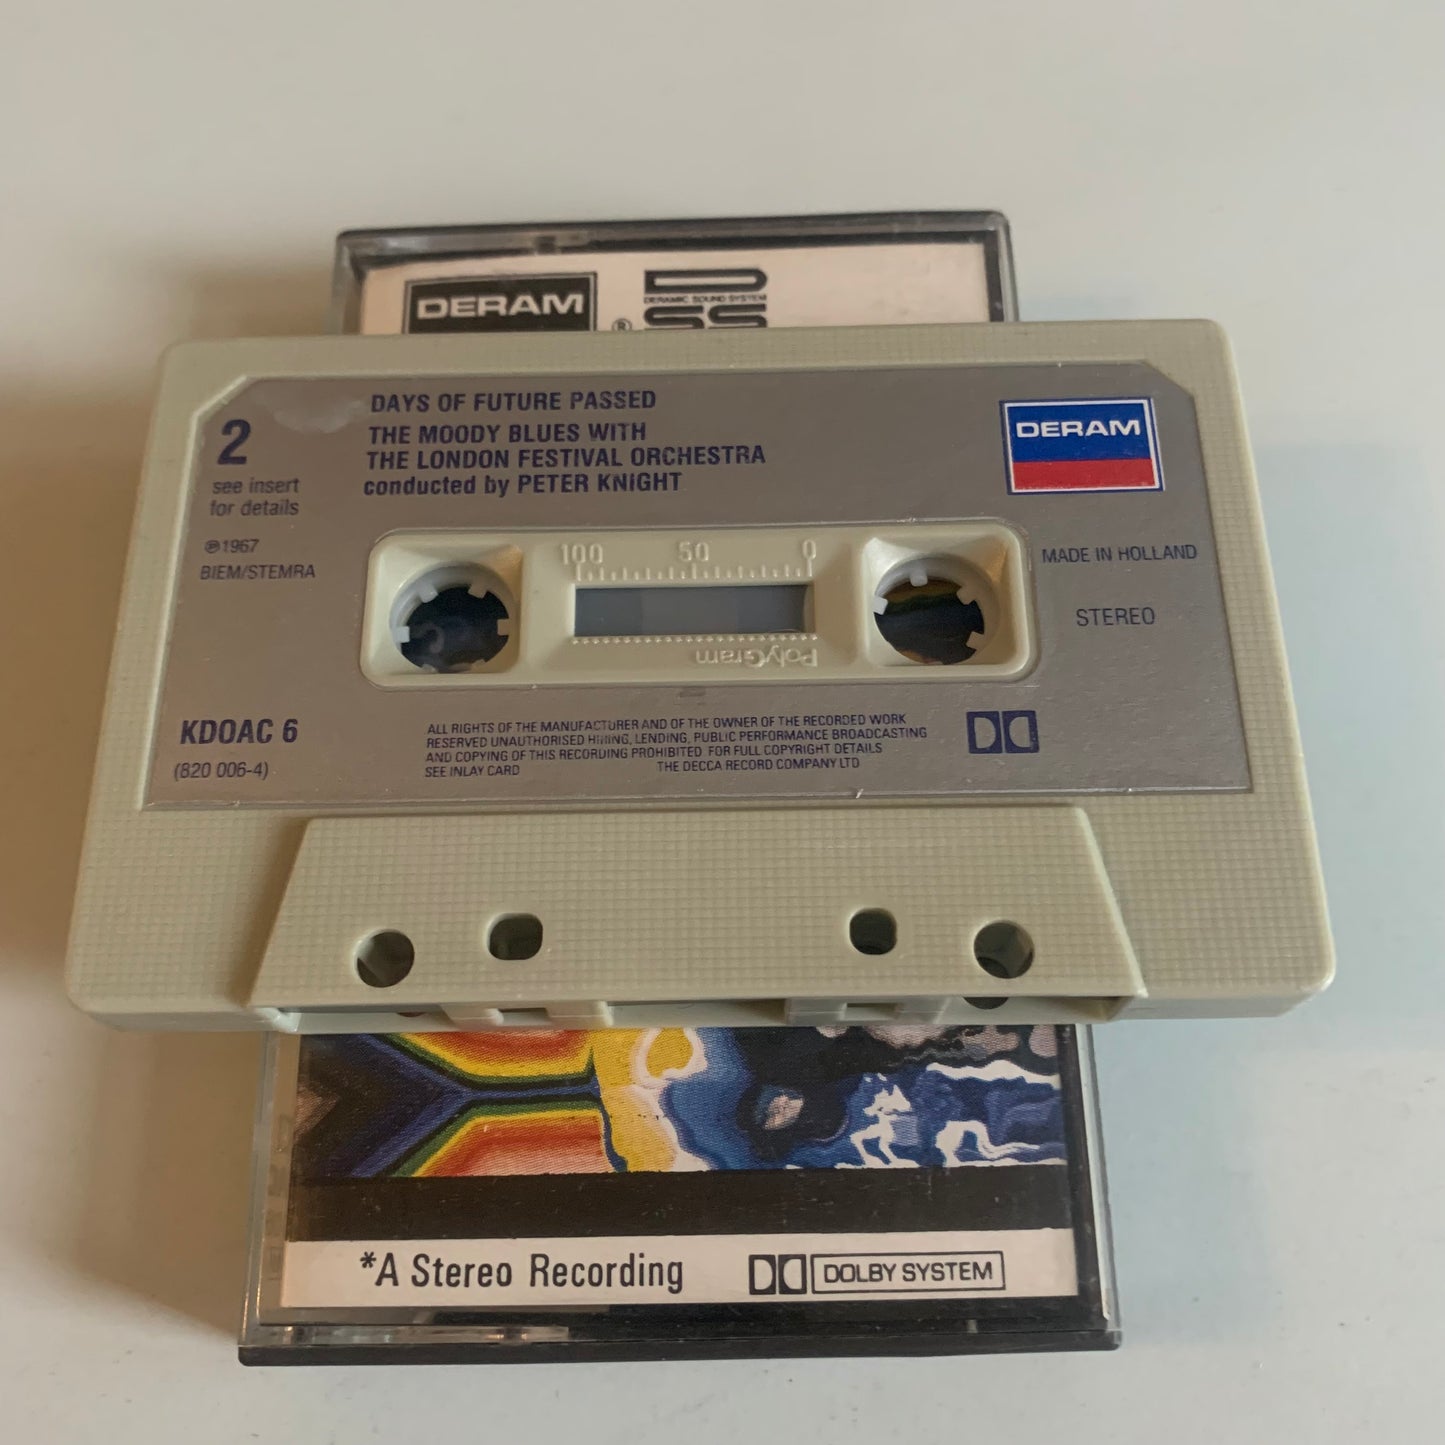 DERAM
®
DERAMIC SOUND SYSTEM
DSS
DAYS OF FUTURE PASSED
2
THE MOODY BLUES WITH
THE LONDON FESTIVAL ORCHESTRA
conducted by PETER KNIGHT
DERAM
see insert
for details
℗1967
BIEM/STEMRA
100 50 0
PolyGram
MADE IN HOLLAND
STEREO
KDOAC 6
(820 006-4)
ALL RIGHTS OF THE MANUFACTURER AND OF THE OWNER OF THE RECORDED WORK
RESERVED UNAUTHORISED HIRING, LENDING, PUBLIC PERFORMANCE BROADCASTING
AND COPYING OF THIS RECORDING PROHIBITED FOR FULL COPYRIGHT DETAILS
SEE INLAY CARD THE DECCA RECORD COMPANY LTD
*A Stereo Recording
DOLBY SYSTEM